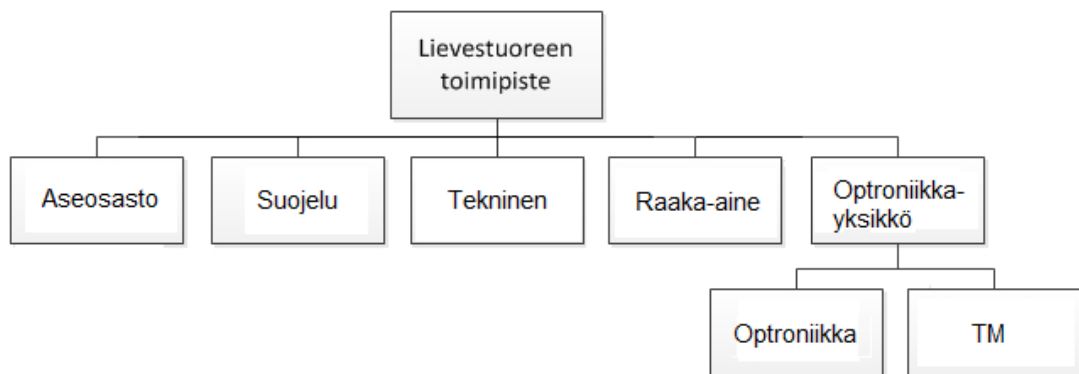 Lievestuoreen
toimipiste
Aseosasto
Suojelu
Tekninen
Raaka-aine
Optroniikka-
yksikkö
Optroniikka
TM